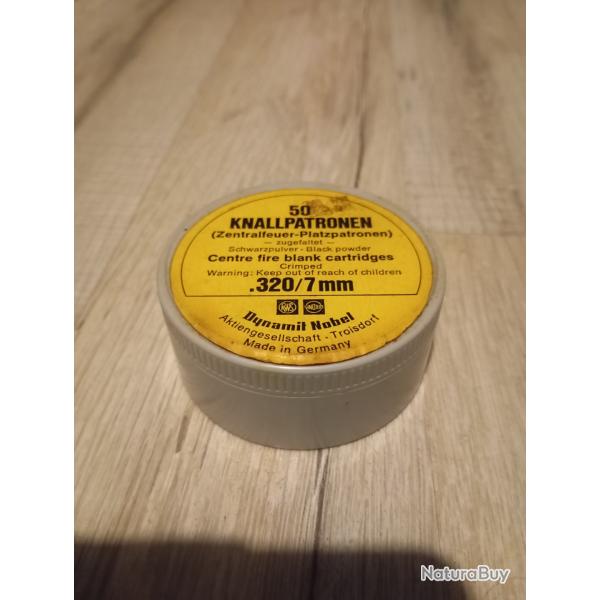 50
KNALLPATRONEN
(Zentralfeuer-Platzpatronen)
— zugefaltet —
Schwarzpulver - Black powder
Centre fire blank cartridges
Crimped
Warning: Keep out of reach of children
.320/7mm
RWS
Dynamit Nobel
Aktiengesellschaft - Troisdorf
Made in Germany
NaturaBuy